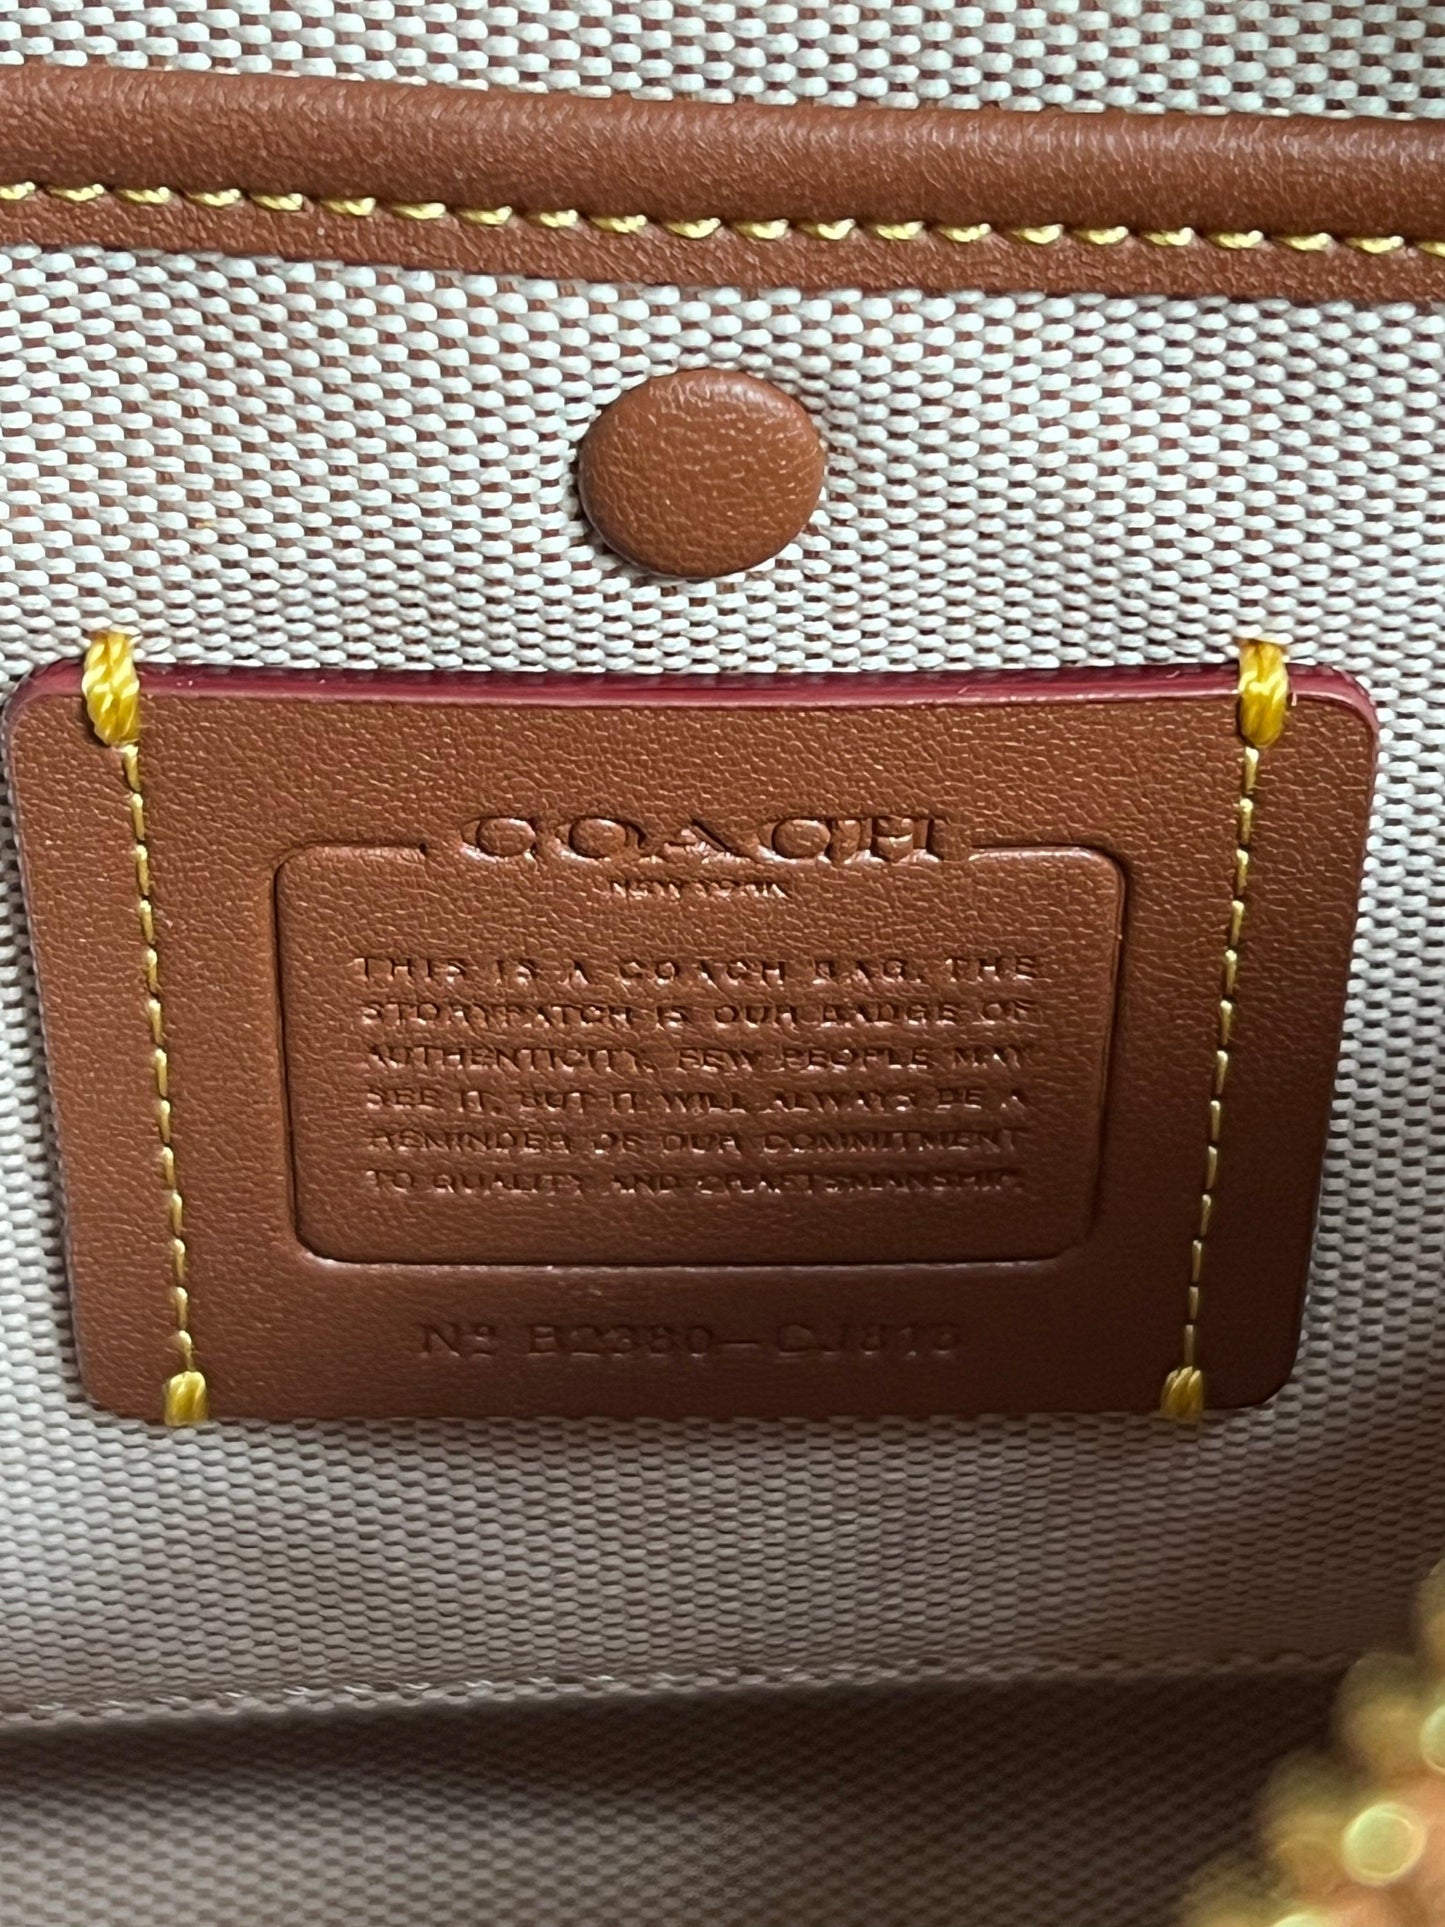 COACH
NEW YORK
THIS IS A COACH BAG. THE
STORYPATCH IS OUR BADGE OF
AUTHENTICITY. FEW PEOPLE MAY
SEE IT, BUT IT WILL ALWAYS BE A
REMINDER OF OUR COMMITMENT
TO QUALITY AND CRAFTSMANSHIP.
Nº